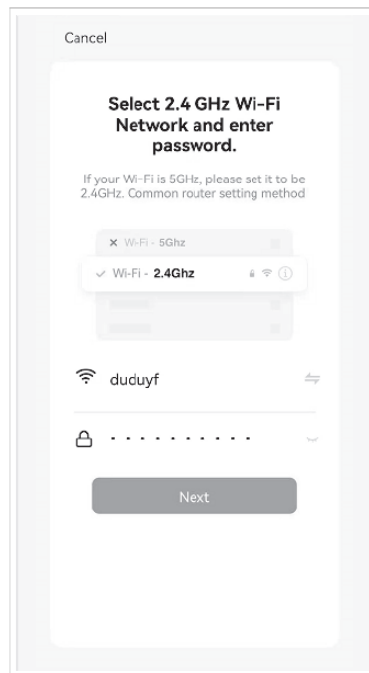 Cancel
Select 2.4 GHz Wi-Fi
Network and enter
password.
If your Wi-Fi is 5GHz, please set it to be
2.4GHz. Common router setting method
Wi-Fi - 5Ghz
Wi-Fi - 2.4Ghz
duduyf
Next